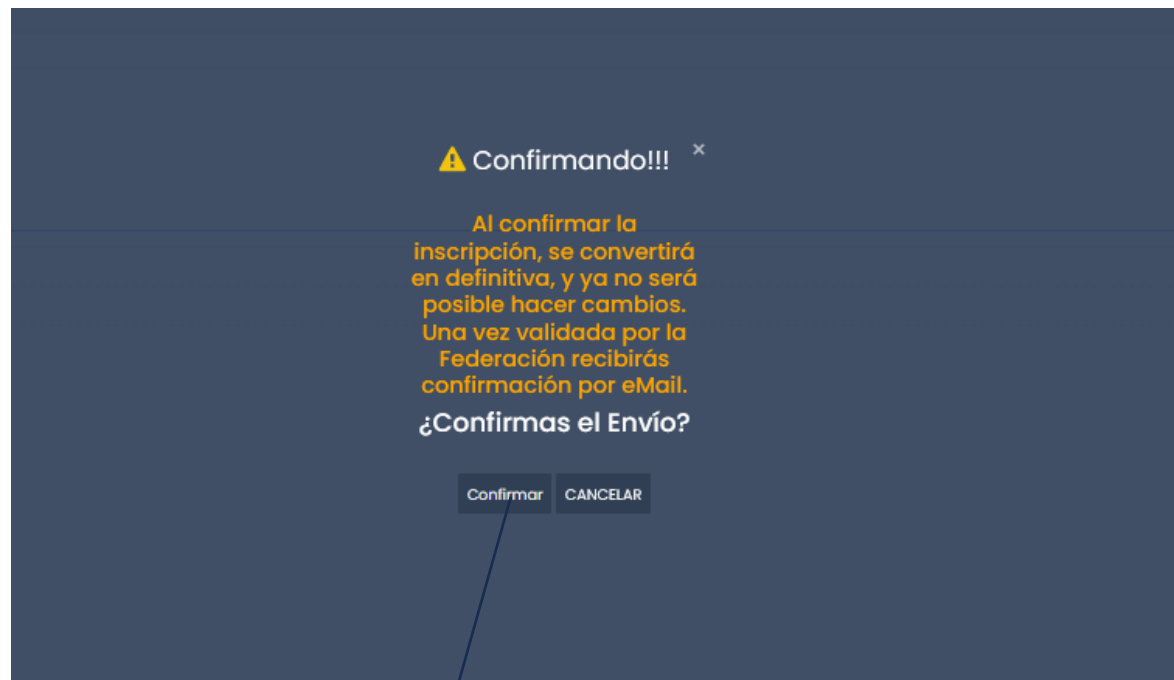 Confirmando!!! ×
Al confirmar la
inscripción, se convertirá
en definitiva, y ya no será
posible hacer cambios.
Una vez validada por la
Federación recibirás
confirmación por eMail.
¿Confirmas el Envío?
Confirmar CANCELAR